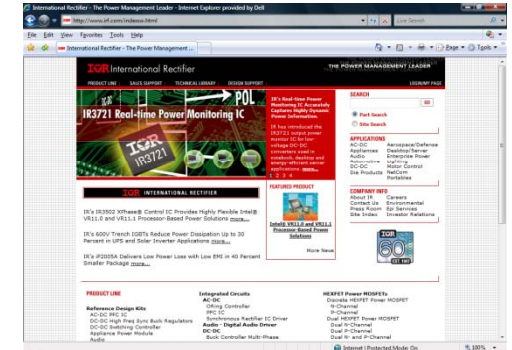 International Rectifier - The Power Management Leader - Internet Explorer provided by Dell
http://www.irf.com/indexsw.html
Live Search
File Edit View Favorites Tools Help
International Rectifier - The Power Management ...
Page Tools
IOR International Rectifier
THE POWER MANAGEMENT LEADER
PRODUCT LINE SALES SUPPORT TECHNICAL LIBRARY DESIGN SUPPORT
POL
IR3721 Real-time Power Monitoring IC
IOR
IR3721
IR's Real-time Power
Monitoring IC Accurately
Captures Highly Dynamic
Power Information.
IR has introduced the
IR3721 output power
monitor IC for low-
voltage DC-DC
converters used in
notebook, desktop and
energy-efficient server
applications. more...
1 2 3 4
SEARCH
GO
Part Search
Site Search
APPLICATIONS
AC-DC Aerospace/Defense
Appliances Desktop/Server
Audio Enterprise Power
Automotive Lighting
DC-DC Motor Control
Die Products NetCom
Portables
IOR INTERNATIONAL RECTIFIER
IR's IR3502 XPhase® Control IC Provides Highly Flexible Intel®
VR11.0 and VR11.1 Processor-Based Power Solutions more...
IR's 600V Trench IGBTs Reduce Power Dissipation Up to 30
Percent in UPS and Solar Inverter Applications more...
IR's iP2005A Delivers Low Power Loss with Low EMI in 40 Percent
Smaller Package more...
FEATURED PRODUCT
Intel® VR11.0 and VR11.1
Processor-Based Power
Solutions
More News
COMPANY INFO
About IR Careers
Contact Us Environmental
Press Room Epi Services
Site Index Investor Relations
IOR
60
EST. 1947
PRODUCT LINE
Reference Design Kits
AC-DC PFC IC
DC-DC High Freq Sync Buck Regulators
DC-DC Switching Controller
Appliance Power Module
Audio
Integrated Circuits
AC-DC
ORing Controller
PFC IC
Synchronous Rectifier IC Driver
Audio - Digital Audio Driver
DC-DC
Buck Controller Multi-Phase
HEXFET Power MOSFETs
Discrete HEXFET Power MOSFET
N-Channel
P-Channel
Dual HEXFET Power MOSFET
Dual N-Channel
Dual P-Channel
Dual N- and P-Channel
Internet | Protected Mode: On
100%